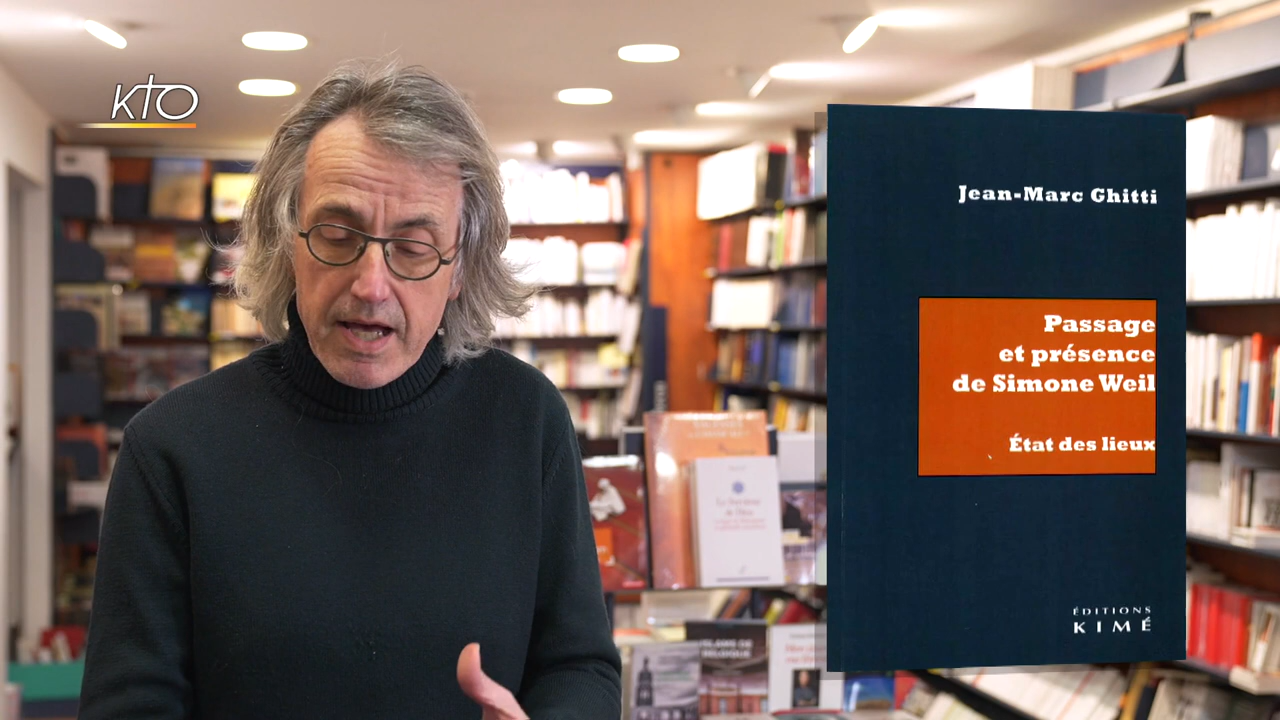 KTO
Jean-Marc Ghitti
Passage
et présence
de Simone Weil
État des lieux
ÉDITIONS
KIMÉ